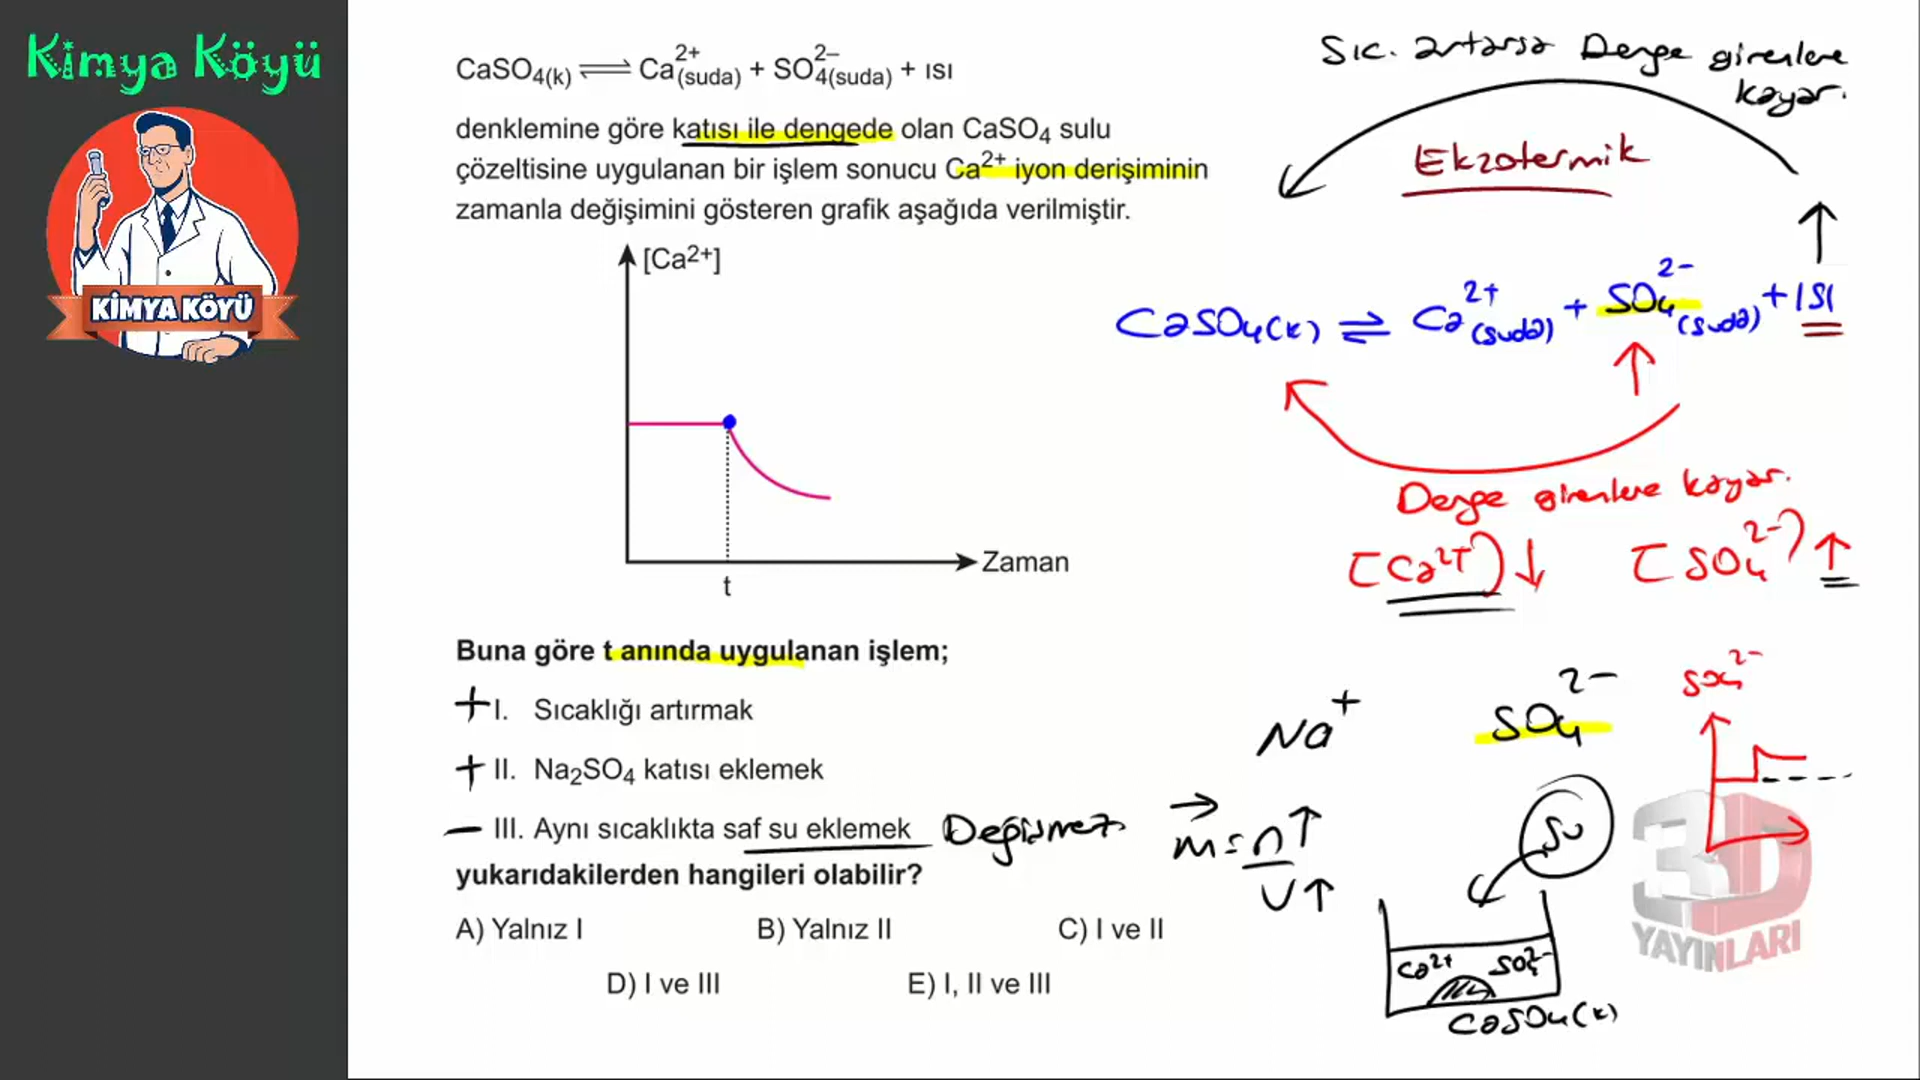 Kimya Köyü
KİMYA KÖYÜ
CaSO₄(k) ⇌ Ca²⁺(suda) + SO₄²⁻(suda) + ısı
denklemine göre katısı ile dengede olan CaSO₄ sulu
çözeltisine uygulanan bir işlem sonucu Ca²⁺ iyon derişiminin
zamanla değişimini gösteren grafik aşağıda verilmiştir.
[Ca²⁺]
Zaman
t
Buna göre t anında uygulanan işlem;
+ I. Sıcaklığı artırmak
+ II. Na₂SO₄ katısı eklemek
— III. Aynı sıcaklıkta saf su eklemek Değişmez
yukarıdakilerden hangileri olabilir?
A) Yalnız I B) Yalnız II C) I ve II
D) I ve III E) I, II ve III
Sıc. artarsa Denge girenlere
kayar.
Ekzotermik
CaSO₄(k) ⇌ Ca²⁺(suda) + SO₄²⁻(suda) + ISI
Denge girenlere kayar.
[Ca²⁺] ↓ [SO₄²⁻] ↑
Na⁺ SO₄²⁻
SO₄²⁻
m = n↑
V↑
Su
Ca²⁺ SO₄²⁻
CaSO₄(k)
3D
YAYINLARI